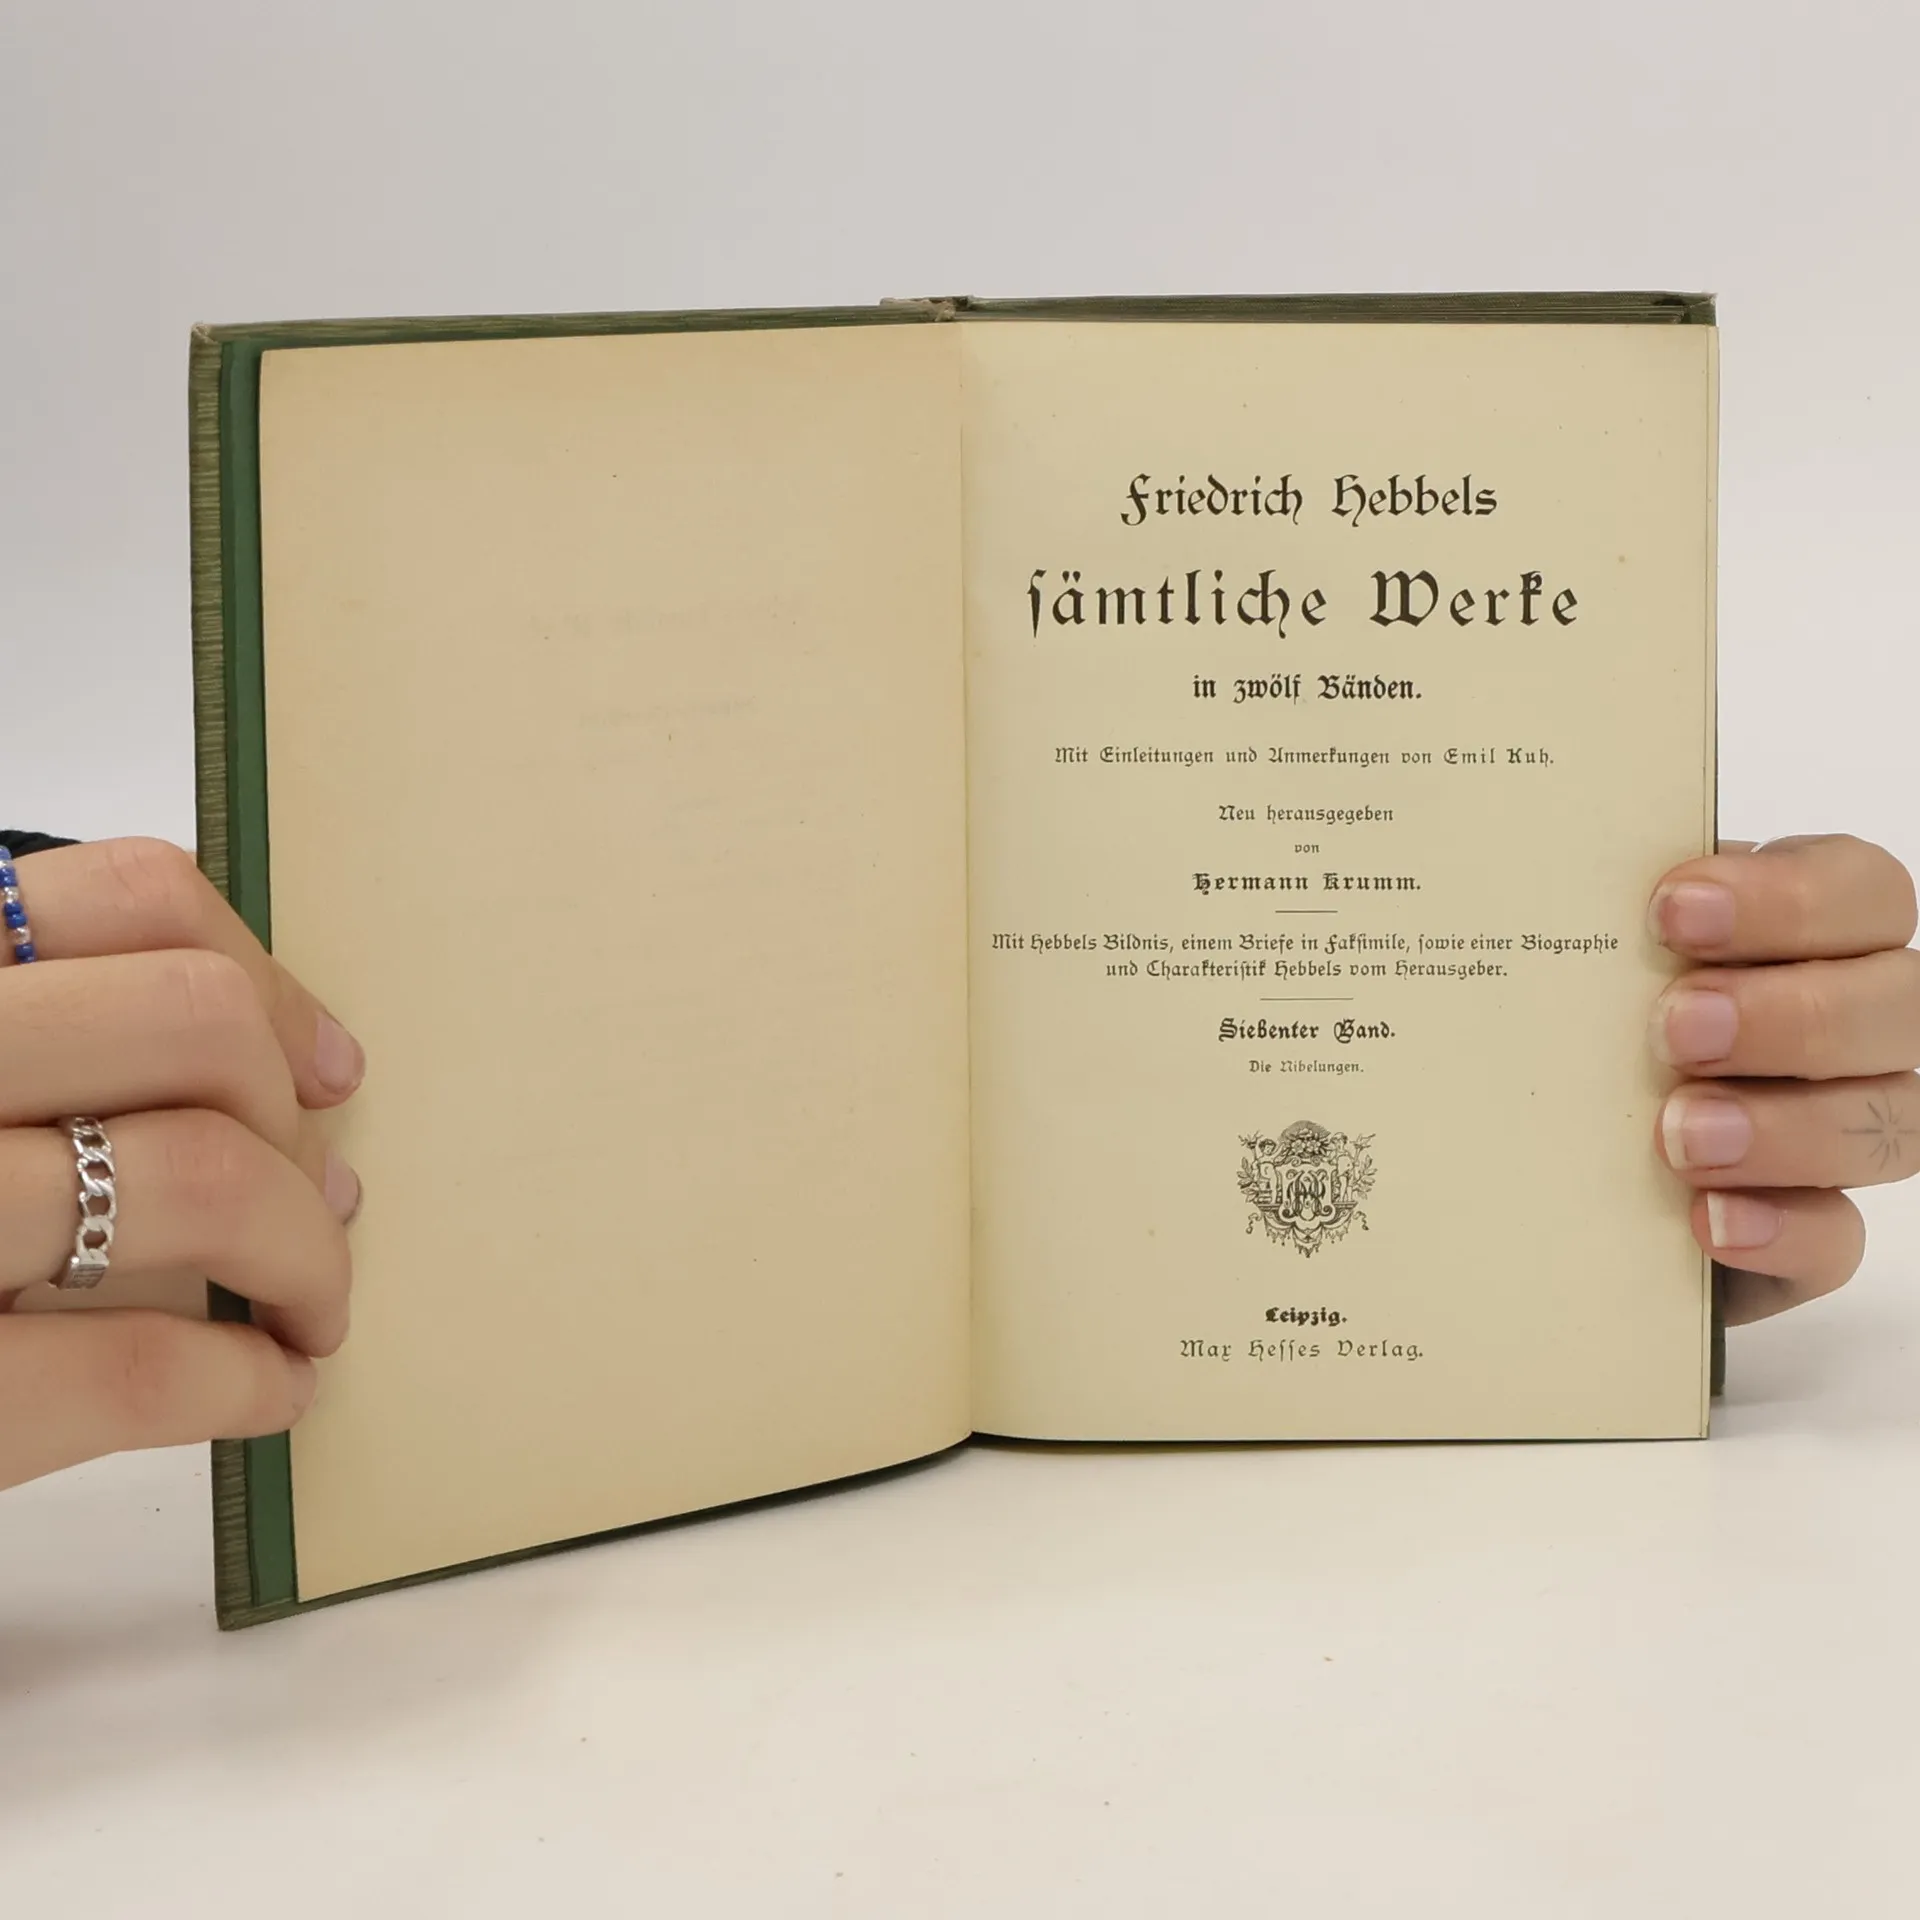 Friedrich Hebbels
ſämtliche Werke
in zwölf Bänden.
Mit Einleitungen und Anmerkungen von Emil Kuh.
Neu herausgegeben
von
Hermann Krumm.
Mit Hebbels Bildnis, einem Briefe in Fakſimile, ſowie einer Biographie
und Charakteriſtik Hebbels vom Herausgeber.
Siebenter Band.
Die Nibelungen.
Leipzig.
Max Heſſes Verlag.